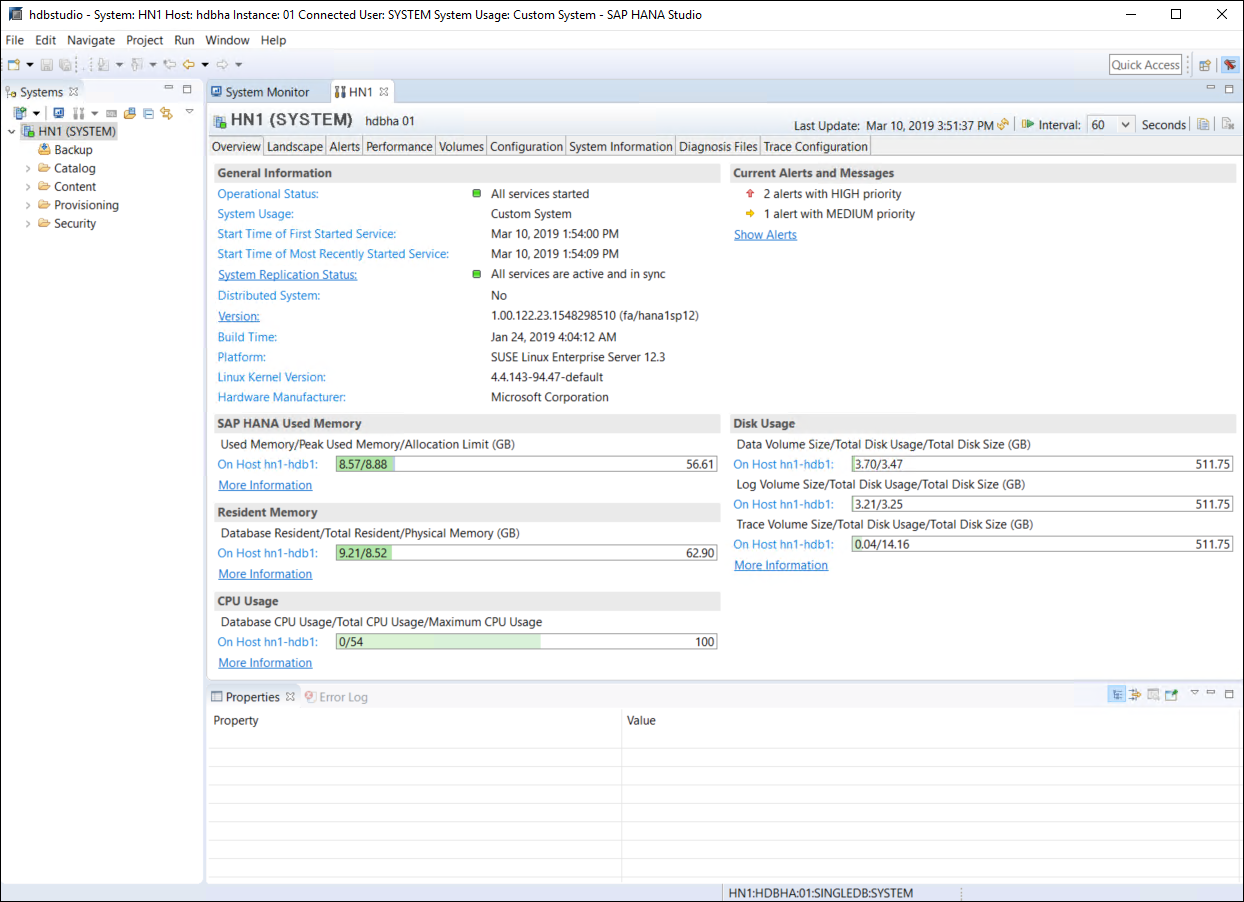 hdbstudio - System: HN1 Host: hdbha Instance: 01 Connected User: SYSTEM System Usage: Custom System - SAP HANA Studio
File Edit Navigate Project Run Window Help
Quick Access
Systems
HN1 (SYSTEM)
Backup
Catalog
Content
Provisioning
Security
System Monitor HN1
HN1 (SYSTEM) hdbha 01
Last Update: Mar 10, 2019 3:51:37 PM Interval: 60 Seconds
Overview Landscape Alerts Performance Volumes Configuration System Information Diagnosis Files Trace Configuration
General Information
Operational Status: All services started
System Usage: Custom System
Start Time of First Started Service: Mar 10, 2019 1:54:00 PM
Start Time of Most Recently Started Service: Mar 10, 2019 1:54:09 PM
System Replication Status: All services are active and in sync
Distributed System: No
Version: 1.00.122.23.1548298510 (fa/hana1sp12)
Build Time: Jan 24, 2019 4:04:12 AM
Platform: SUSE Linux Enterprise Server 12.3
Linux Kernel Version: 4.4.143-94.47-default
Hardware Manufacturer: Microsoft Corporation
Current Alerts and Messages
2 alerts with HIGH priority
1 alert with MEDIUM priority
Show Alerts
SAP HANA Used Memory
Used Memory/Peak Used Memory/Allocation Limit (GB)
On Host hn1-hdb1: 8.57/8.88 56.61
More Information
Resident Memory
Database Resident/Total Resident/Physical Memory (GB)
On Host hn1-hdb1: 9.21/8.52 62.90
More Information
CPU Usage
Database CPU Usage/Total CPU Usage/Maximum CPU Usage
On Host hn1-hdb1: 0/54 100
More Information
Disk Usage
Data Volume Size/Total Disk Usage/Total Disk Size (GB)
On Host hn1-hdb1: 3.70/3.47 511.75
Log Volume Size/Total Disk Usage/Total Disk Size (GB)
On Host hn1-hdb1: 3.21/3.25 511.75
Trace Volume Size/Total Disk Usage/Total Disk Size (GB)
On Host hn1-hdb1: 0.04/14.16 511.75
More Information
Properties Error Log
Property Value
HN1:HDBHA:01:SINGLEDB:SYSTEM